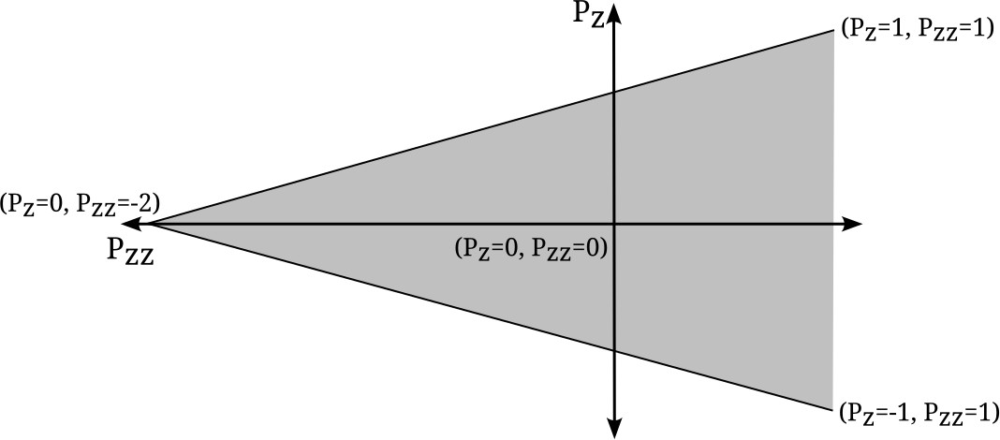 P_Z
(P_Z=1, P_ZZ=1)
(P_Z=0, P_ZZ=-2)
P_ZZ
(P_Z=0, P_ZZ=0)
(P_Z=-1, P_ZZ=1)